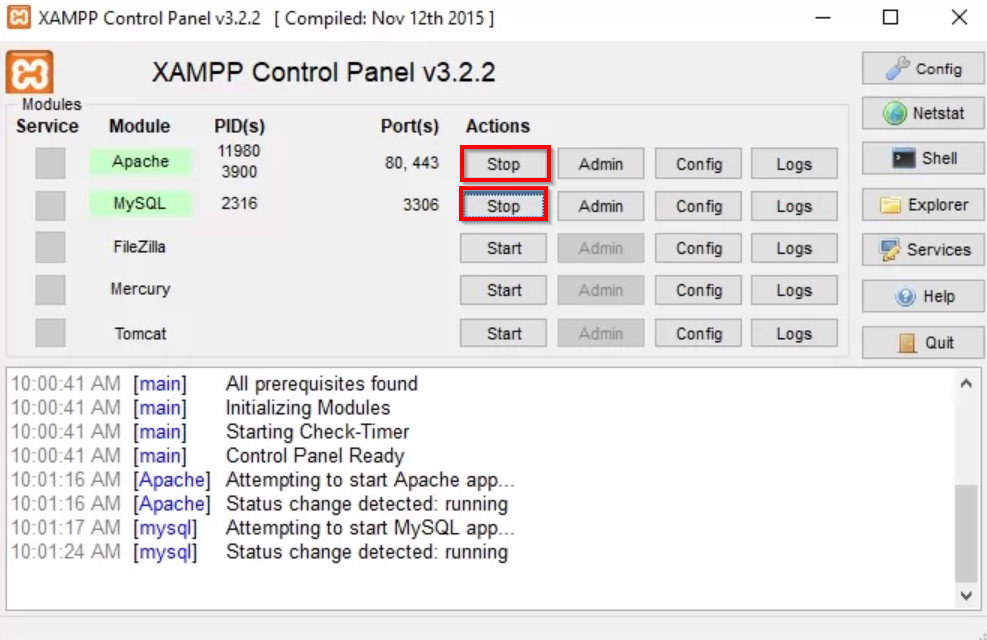 XAMPP Control Panel v3.2.2 [ Compiled: Nov 12th 2015 ]
XAMPP Control Panel v3.2.2
Config
Modules
Service Module PID(s) Port(s) Actions
Netstat
Apache 11980 3900 80, 443 Stop Admin Config Logs
Shell
MySQL 2316 3306 Stop Admin Config Logs
Explorer
FileZilla Start Admin Config Logs
Services
Mercury Start Admin Config Logs
Help
Tomcat Start Admin Config Logs
Quit
10:00:41 AM [main] All prerequisites found
10:00:41 AM [main] Initializing Modules
10:00:41 AM [main] Starting Check-Timer
10:00:41 AM [main] Control Panel Ready
10:01:16 AM [Apache] Attempting to start Apache app...
10:01:16 AM [Apache] Status change detected: running
10:01:17 AM [mysql] Attempting to start MySQL app...
10:01:24 AM [mysql] Status change detected: running